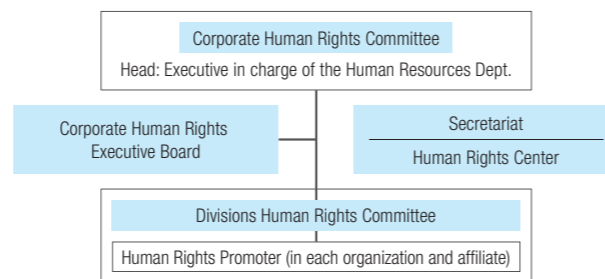 Corporate Human Rights Committee
Head: Executive in charge of the Human Resources Dept.
Corporate Human Rights
Executive Board
Secretariat
Human Rights Center
Divisions Human Rights Committee
Human Rights Promoter (in each organization and affiliate)